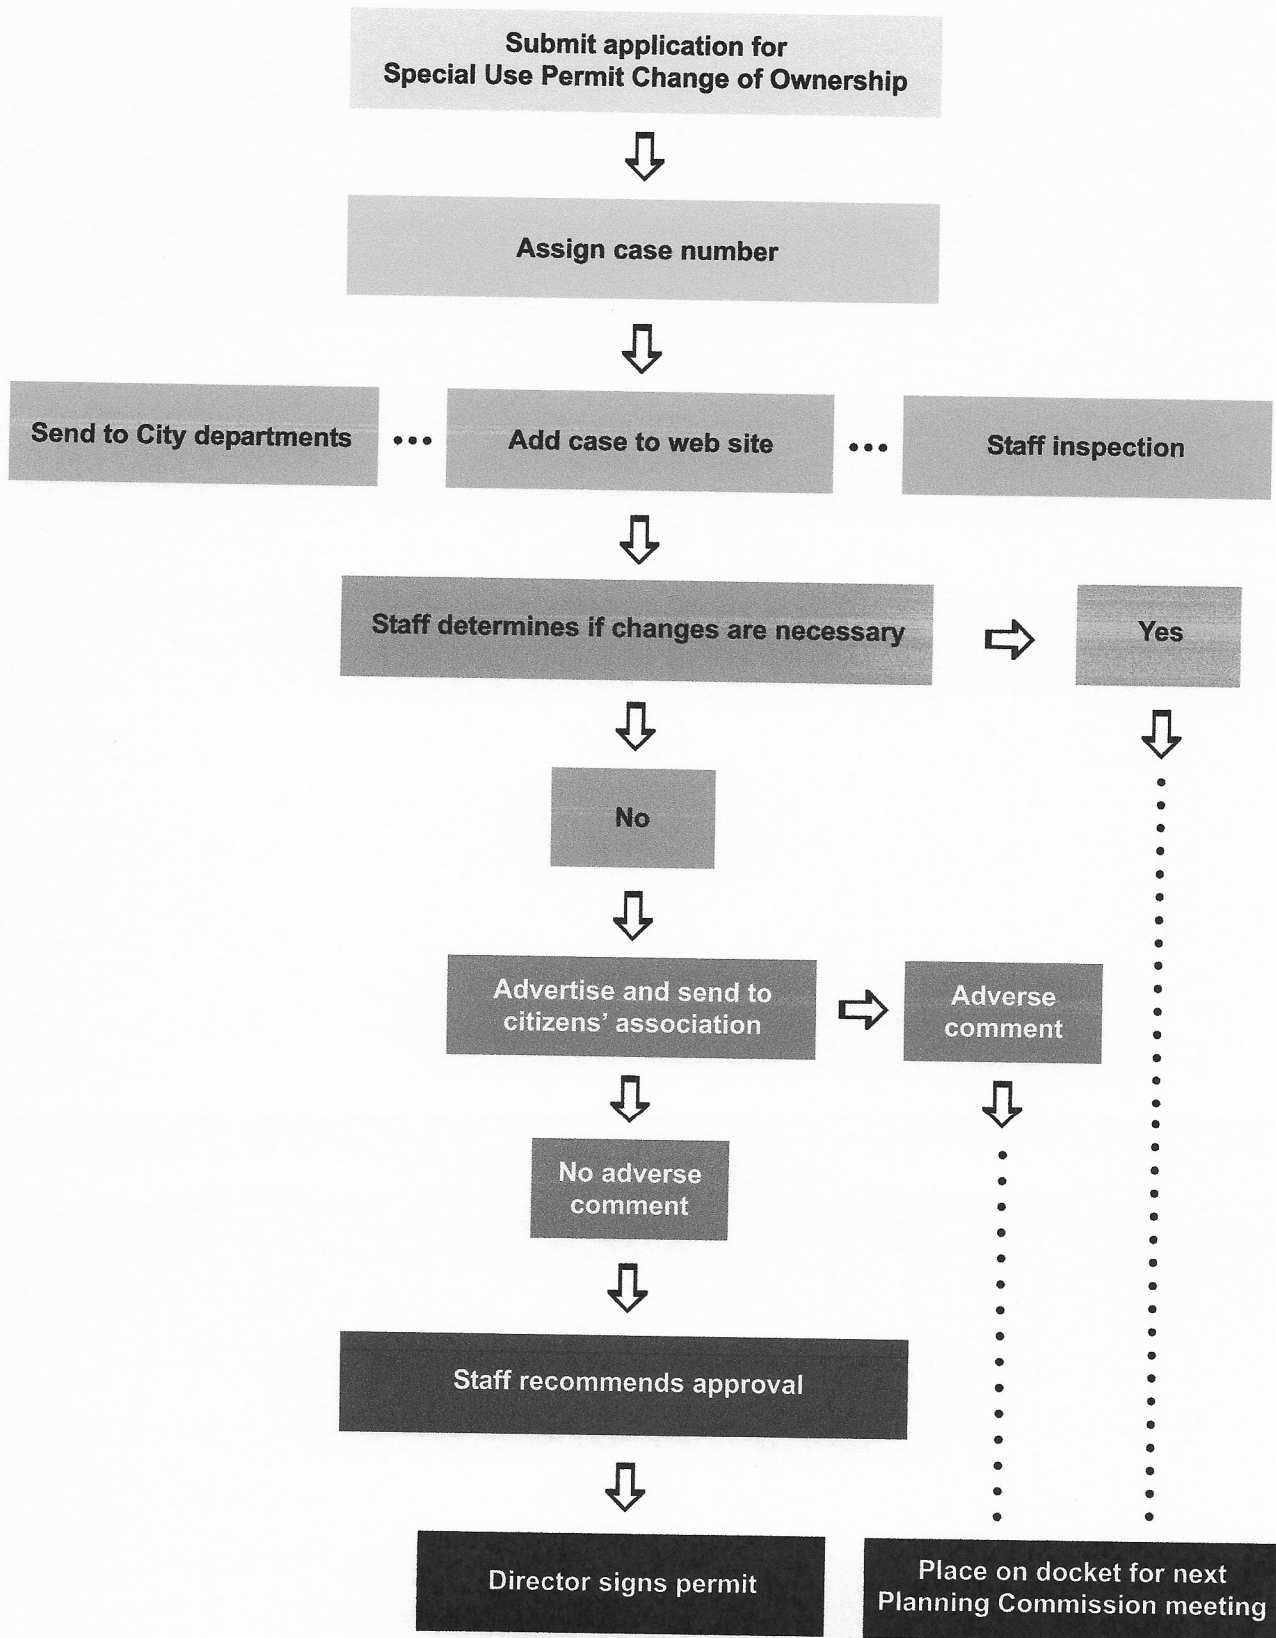 Submit application for
Special Use Permit Change of Ownership
Assign case number
Send to City departments
Add case to web site
Staff inspection
Staff determines if changes are necessary
Yes
No
Advertise and send to
citizens’ association
Adverse
comment
No adverse
comment
Staff recommends approval
Director signs permit
Place on docket for next
Planning Commission meeting